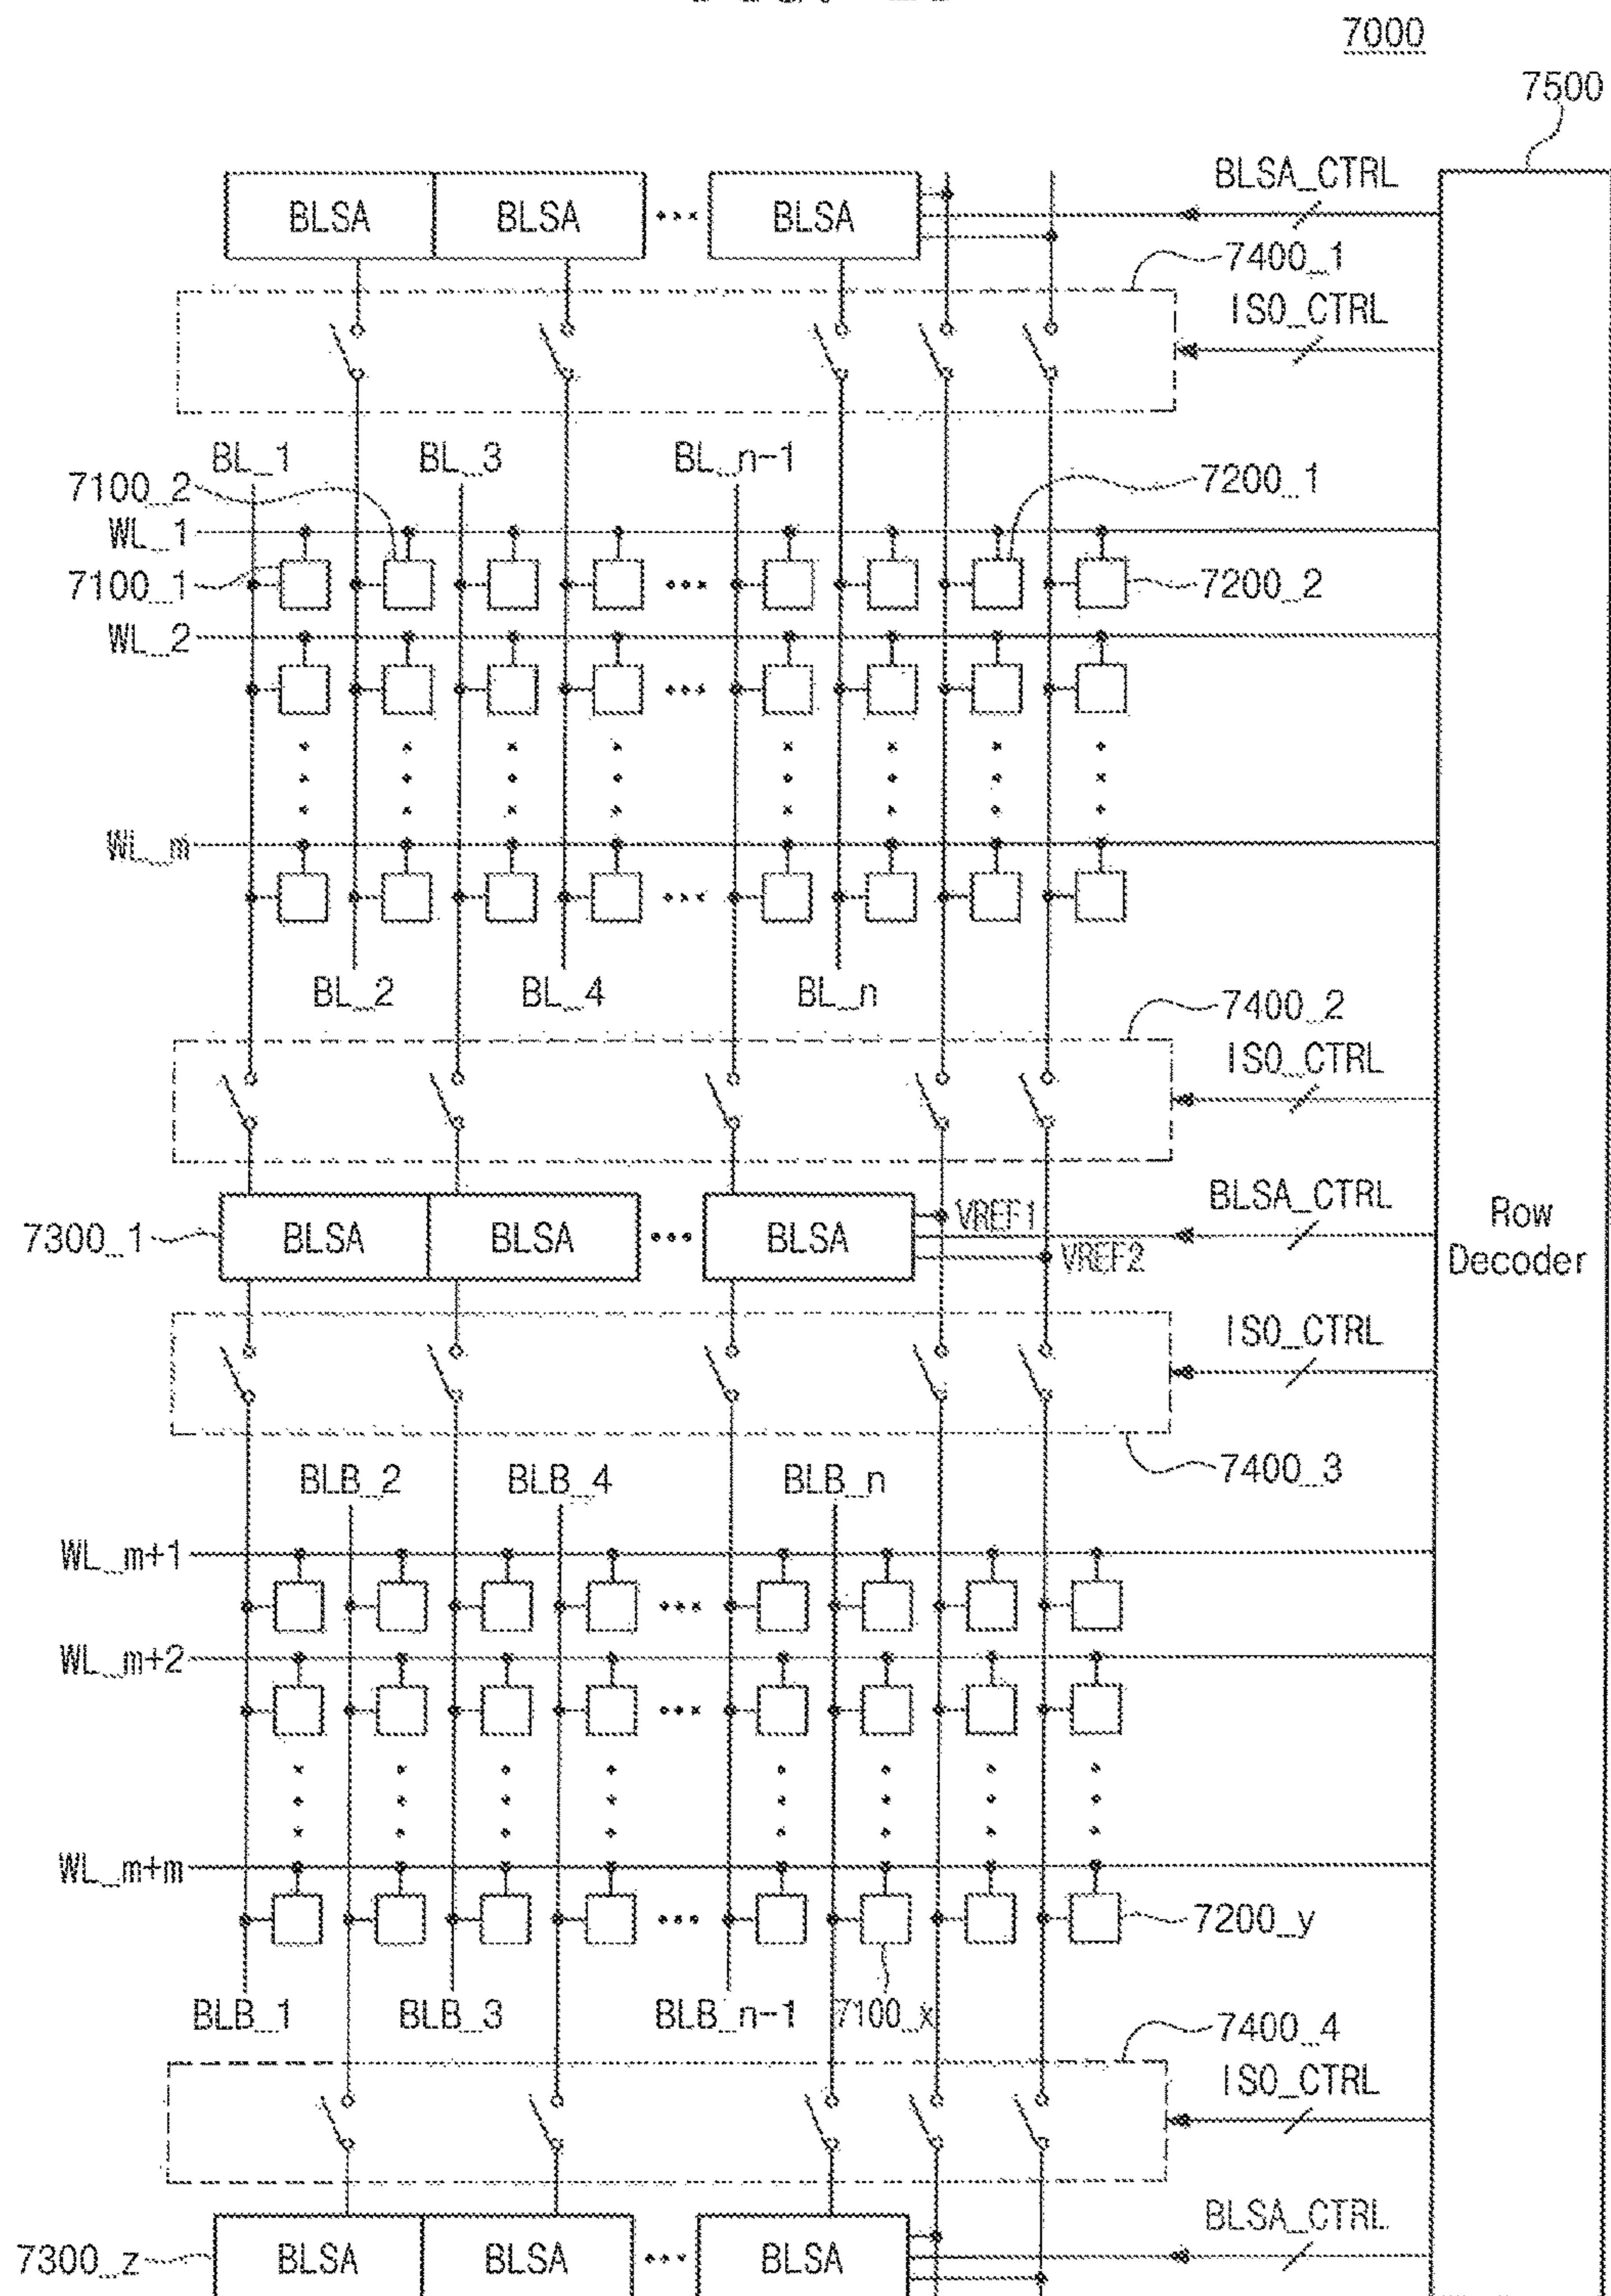 7000
7500
BLSA BLSA BLSA BLSA_CTRL
7400_1
ISO_CTRL
BL_1 BL_3 BL_n-1
7100_2 7200_1
WL_1
7100_1 7200_2
WL_2
WL_m
BL_2 BL_4 BL_n
7400_2
ISO_CTRL
BLSA_CTRL
7300_1 BLSA BLSA BLSA VREF1
VREF2
Row
Decoder
ISO_CTRL
7400_3
BLB_2 BLB_4 BLB_n
WL_m+1
WL_m+2
WL_m+m
7200_y
BLB_1 BLB_3 BLB_n-1 7100_x
7400_4
ISO_CTRL
BLSA_CTRL
7300_z BLSA BLSA BLSA